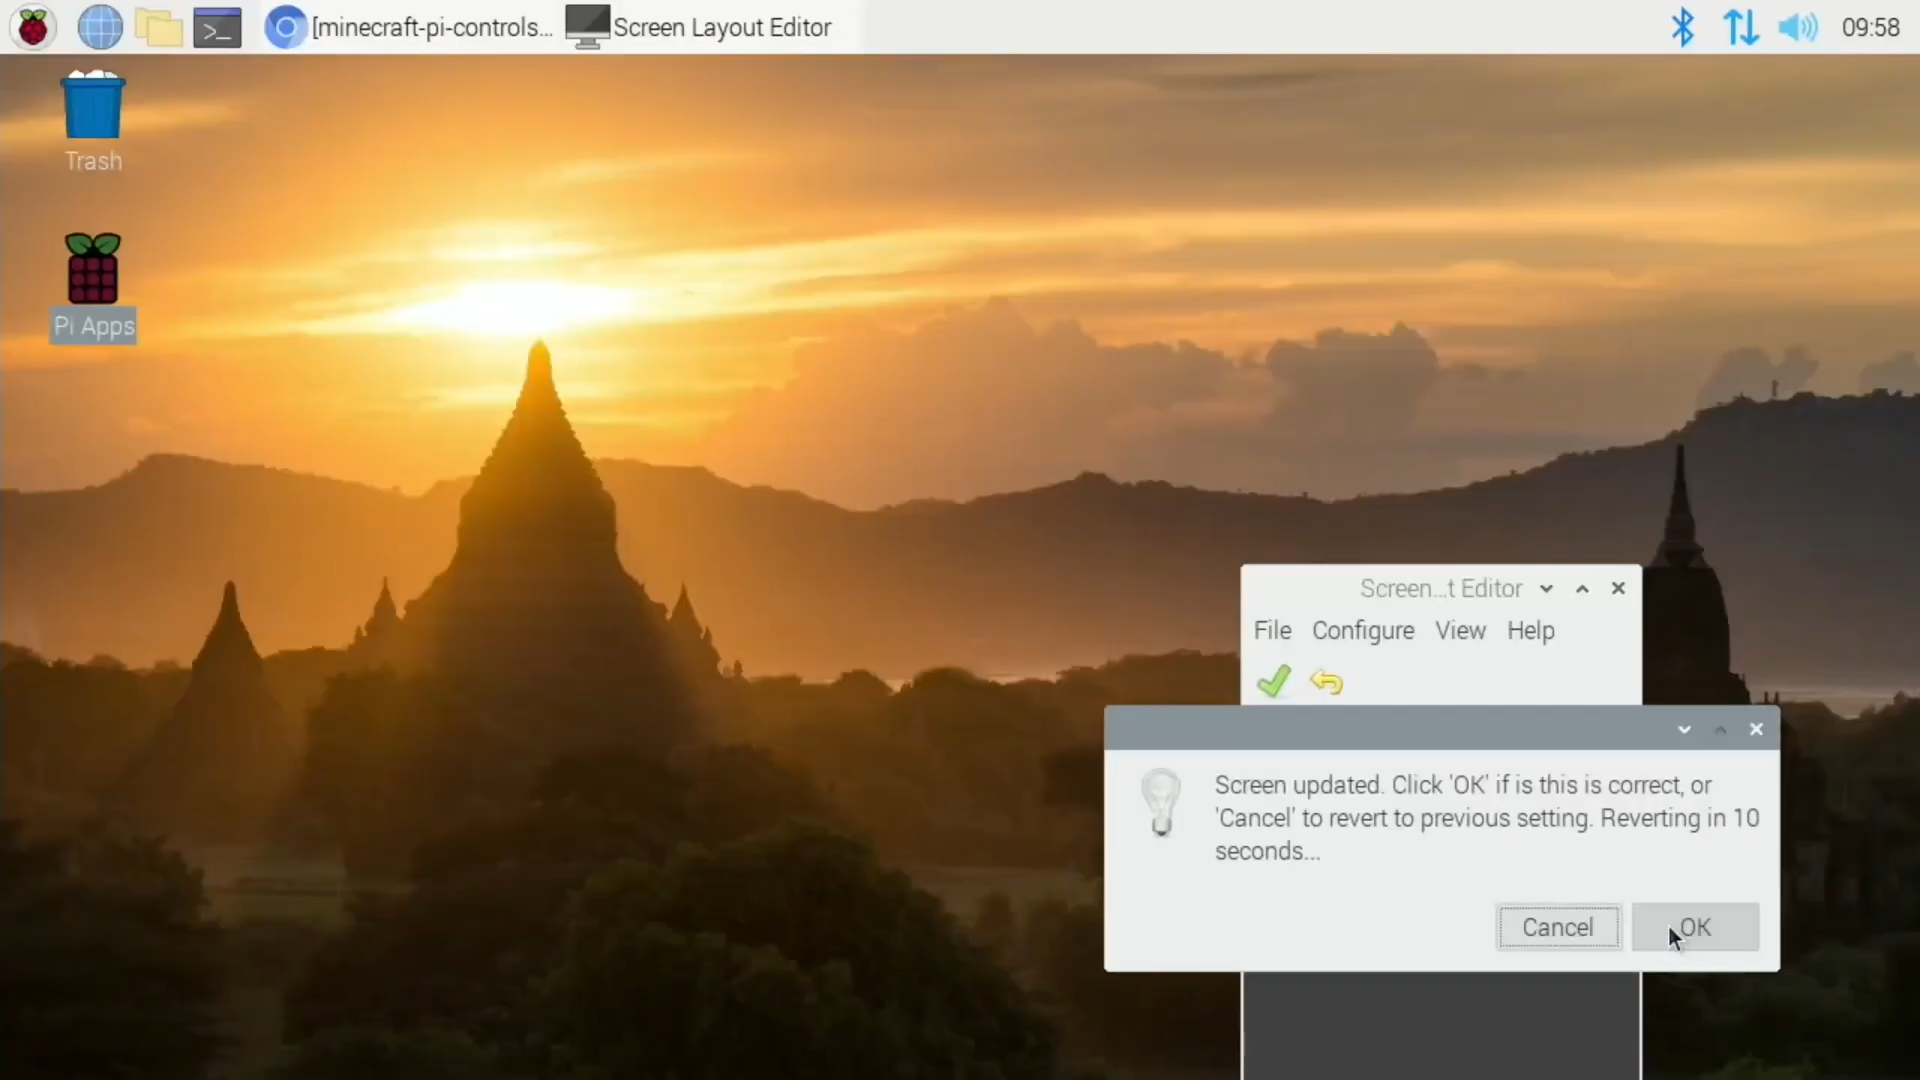 [minecraft-pi-controls... Screen Layout Editor 09:58
Trash
Pi Apps
Screen...t Editor
File Configure View Help
Screen updated. Click 'OK' if is this is correct, or
'Cancel' to revert to previous setting. Reverting in 10
seconds...
Cancel OK